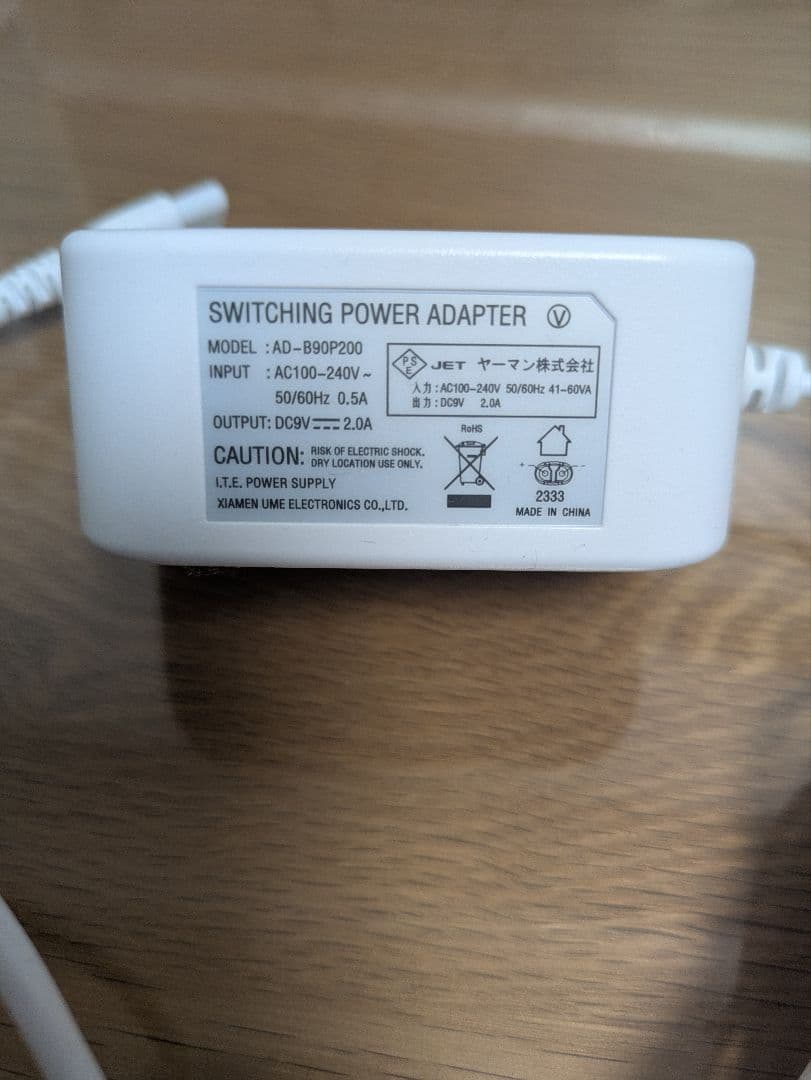 SWITCHING POWER ADAPTER Ⓥ
MODEL : AD-B90P200
INPUT : AC100-240V~
50/60Hz 0.5A
OUTPUT: DC9V⎓2.0A
PSE JET ヤーマン株式会社
入力:AC100-240V 50/60Hz 41-60VA
出力:DC9V 2.0A
CAUTION: RISK OF ELECTRIC SHOCK.
DRY LOCATION USE ONLY.
I.T.E. POWER SUPPLY
XIAMEN UME ELECTRONICS CO.,LTD.
RoHS
2333
MADE IN CHINA